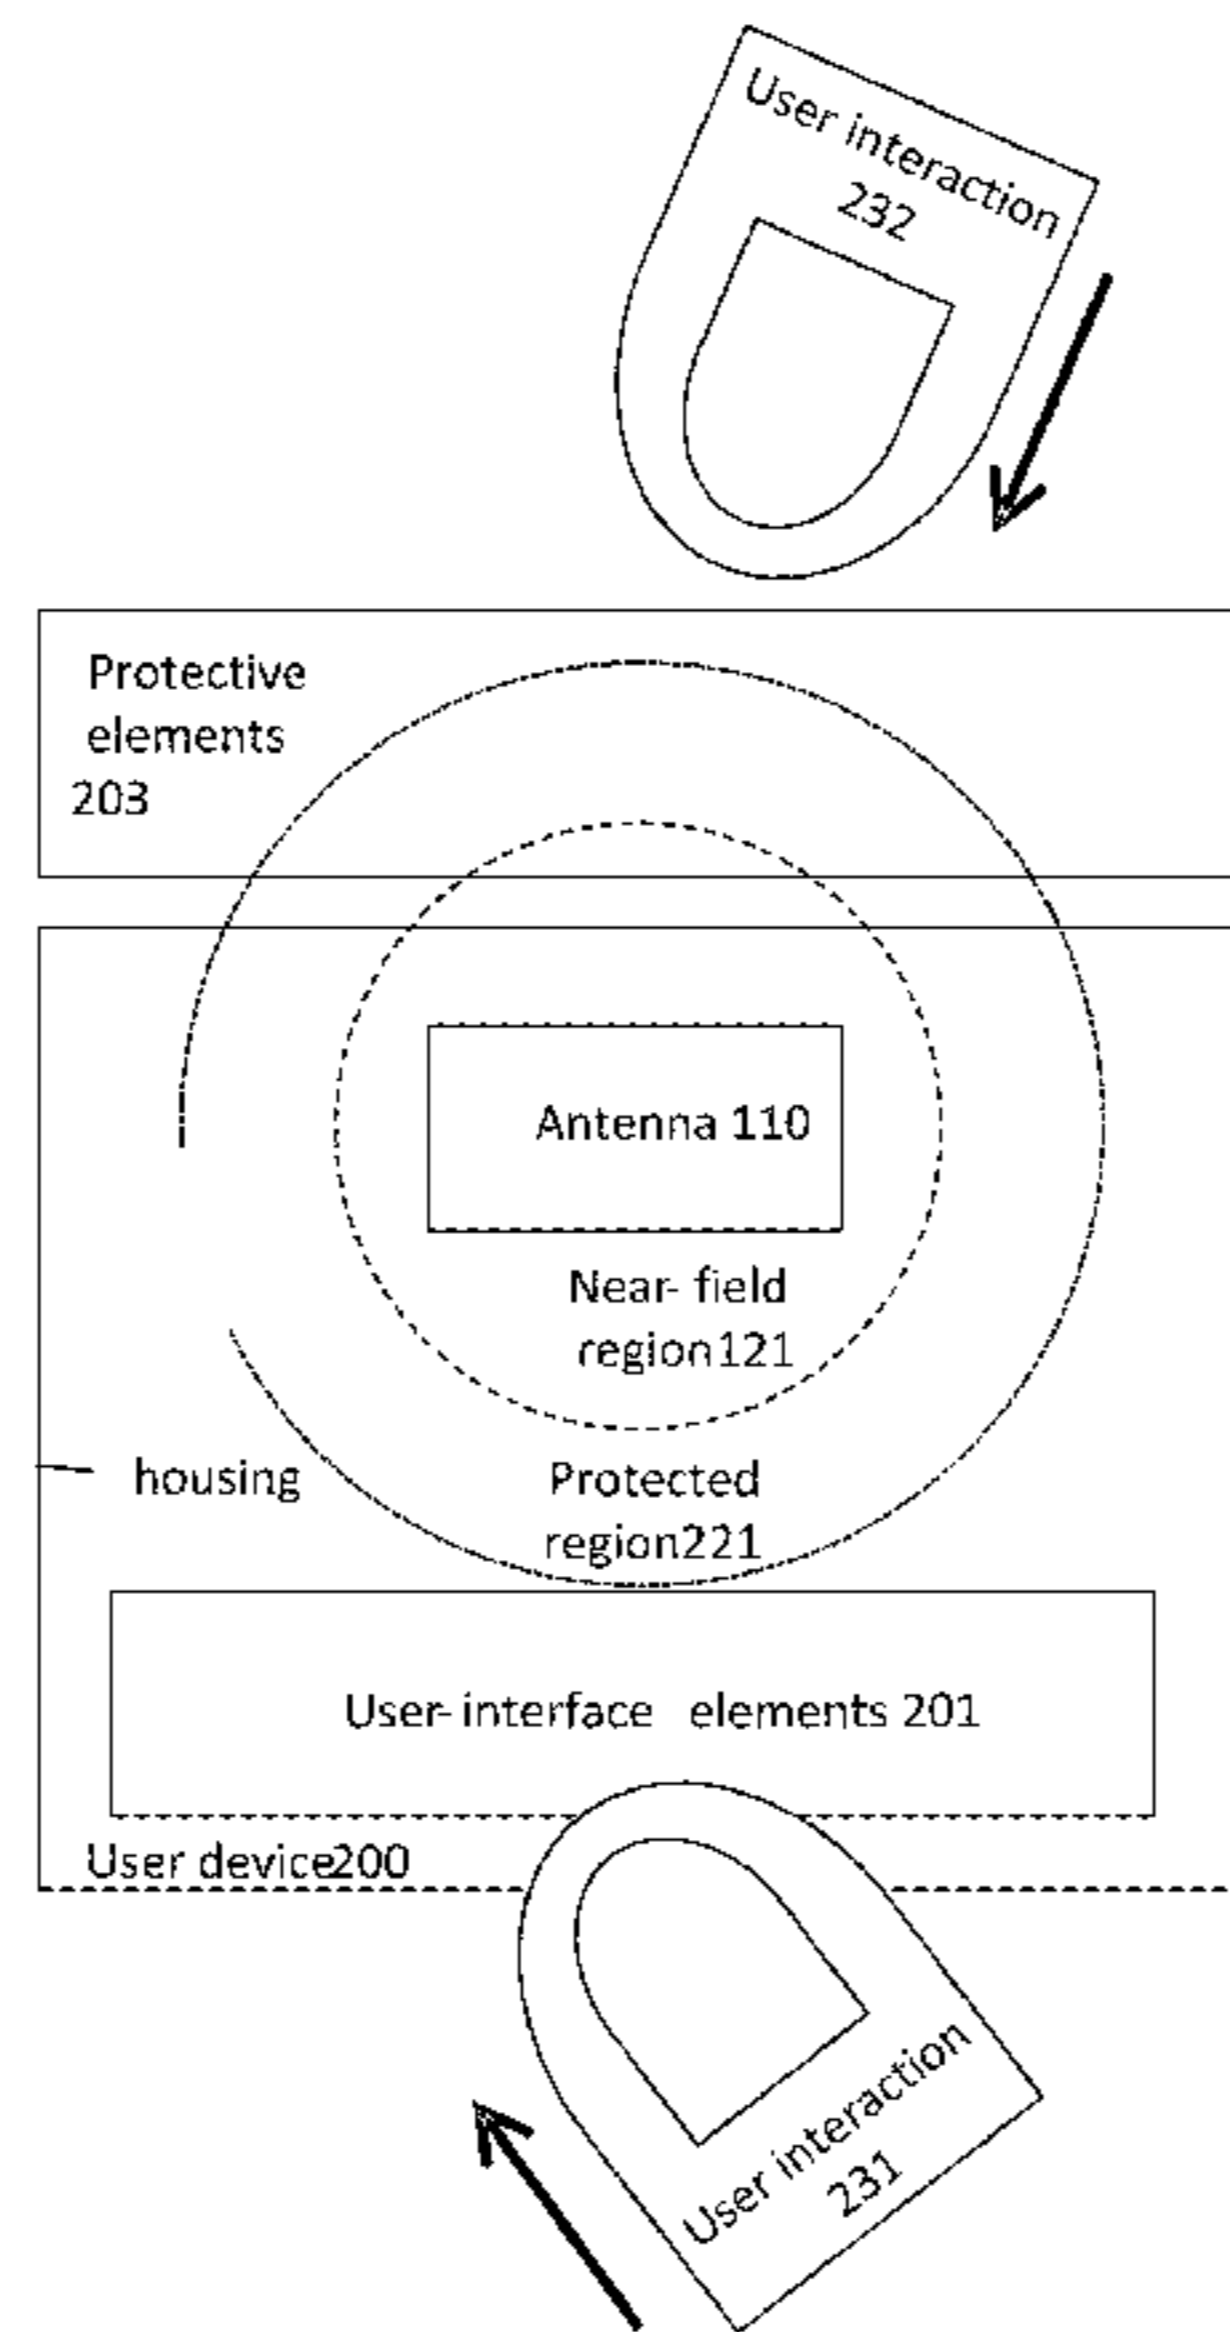 User interaction
232
Protective
elements
203
Antenna 110
Near- field
region121
housing
Protected
region221
User-interface elements 201
User device200
User interaction
231